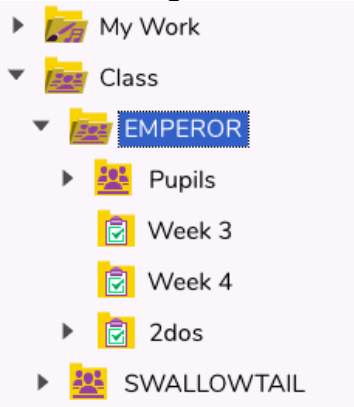 My Work
Class
EMPEROR
Pupils
Week 3
Week 4
2dos
SWALLOWTAIL